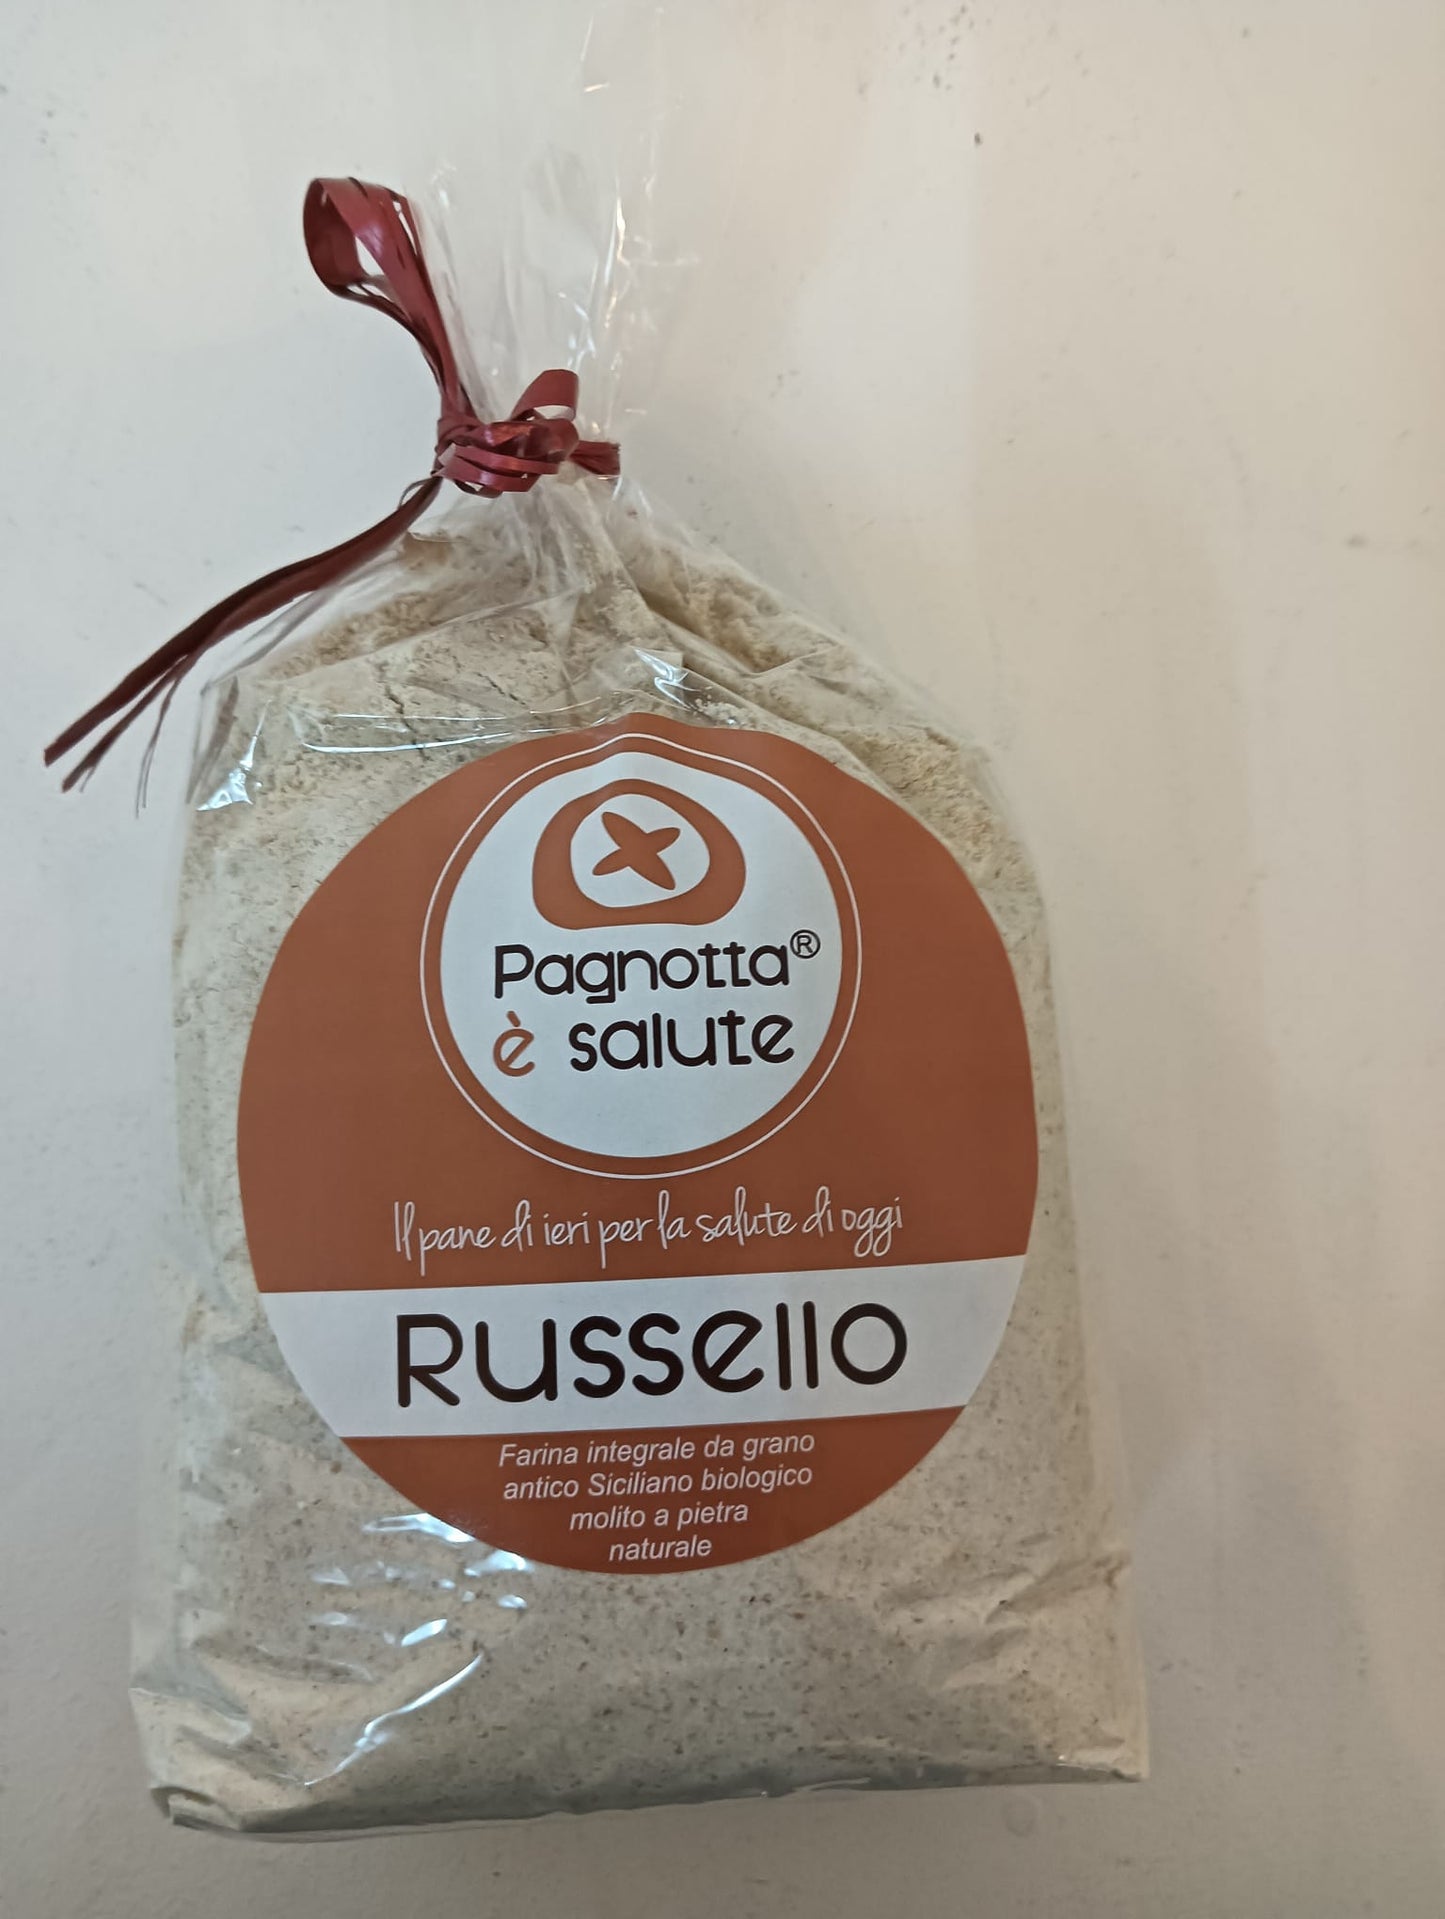 Pagnotta®
è salute
Il pane di ieri per la salute di oggi
Russello
Farina integrale da grano
antico Siciliano biologico
molito a pietra
naturale